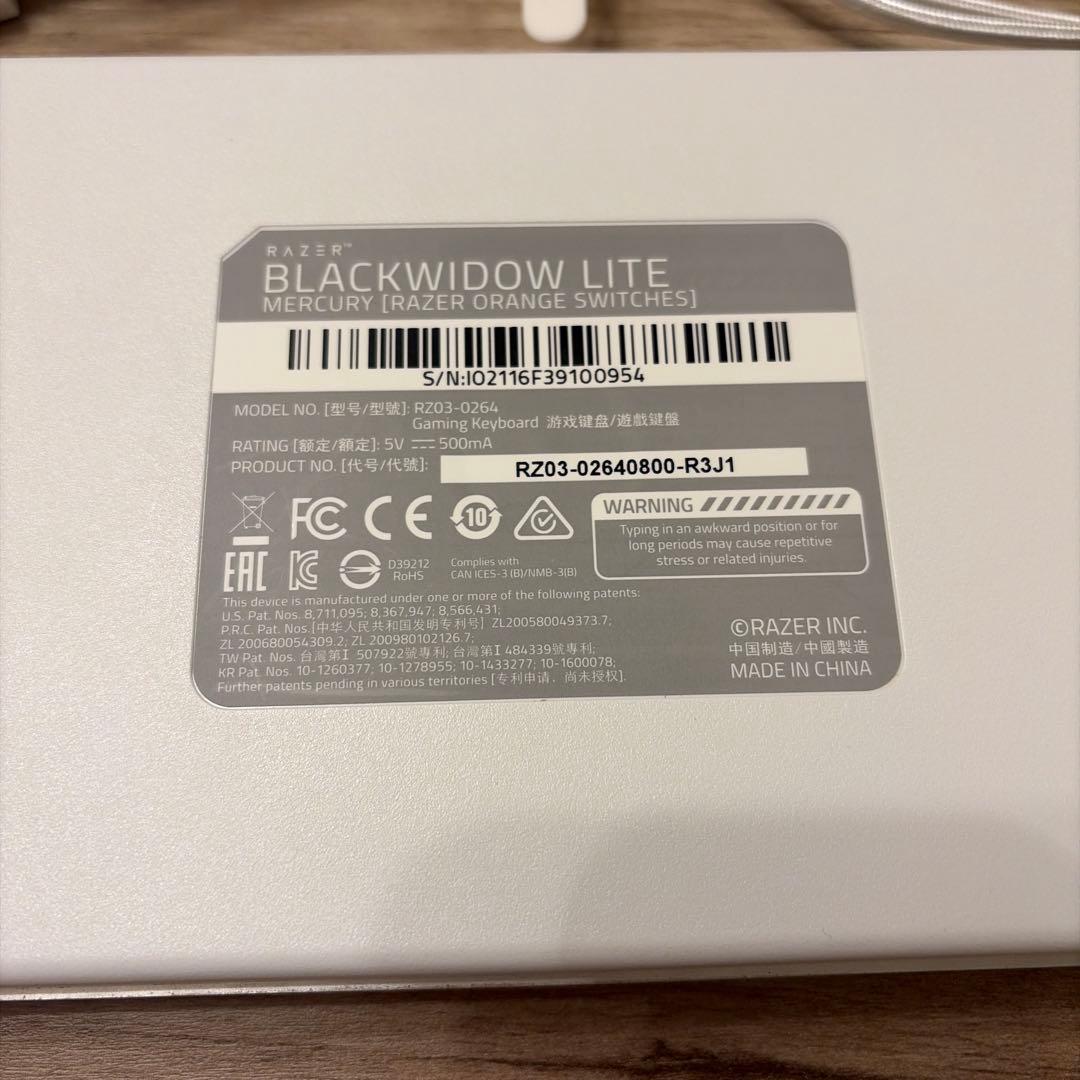 RAZER™
BLACKWIDOW LITE
MERCURY [RAZER ORANGE SWITCHES]
S/N:IO2116F39100954
MODEL NO. [型号/型號]: RZ03-0264
Gaming Keyboard 游戏键盘/遊戲鍵盤
RATING [额定/額定]: 5V ⎓ 500mA
PRODUCT NO. [代号/代號]: RZ03-02640800-R3J1
FC CE 10
WARNING
Typing in an awkward position or for
long periods may cause repetitive
stress or related injuries.
EAC
D39212
RoHS
Complies with
CAN ICES-3 (B)/NMB-3(B)
This device is manufactured under one or more of the following patents:
U.S. Pat. Nos. 8,711,095; 8,367,947; 8,566,431;
P.R.C. Pat. Nos.[中华人民共和国发明专利号] ZL200580049373.7;
ZL 200680054309.2; ZL 200980102126.7;
TW Pat. Nos. 台灣第I 507922號專利; 台灣第I 484339號專利;
KR Pat. Nos. 10-1260377; 10-1278955; 10-1433277; 10-1600078;
Further patents pending in various territories [专利申请，尚未授权].
©RAZER INC.
中国制造/中國製造
MADE IN CHINA